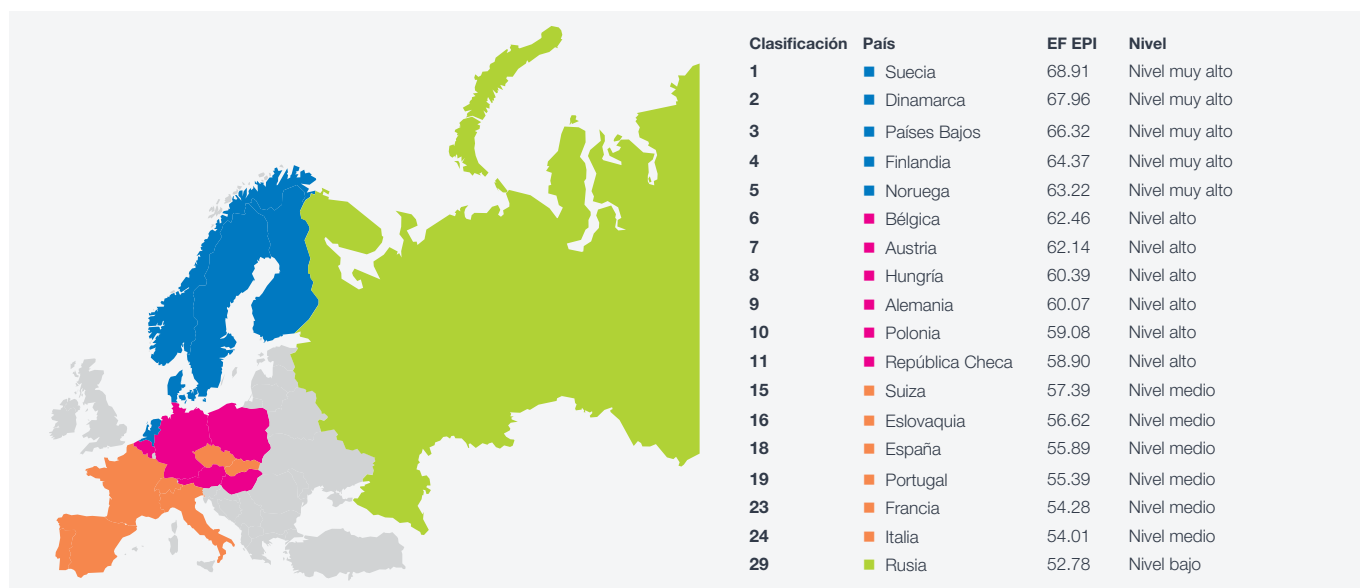 Clasificación País EF EPI Nivel
1 Suecia 68.91 Nivel muy alto
2 Dinamarca 67.96 Nivel muy alto
3 Países Bajos 66.32 Nivel muy alto
4 Finlandia 64.37 Nivel muy alto
5 Noruega 63.22 Nivel muy alto
6 Bélgica 62.46 Nivel alto
7 Austria 62.14 Nivel alto
8 Hungría 60.39 Nivel alto
9 Alemania 60.07 Nivel alto
10 Polonia 59.08 Nivel alto
11 República Checa 58.90 Nivel alto
15 Suiza 57.39 Nivel medio
16 Eslovaquia 56.62 Nivel medio
18 España 55.89 Nivel medio
19 Portugal 55.39 Nivel medio
23 Francia 54.28 Nivel medio
24 Italia 54.01 Nivel medio
29 Rusia 52.78 Nivel bajo